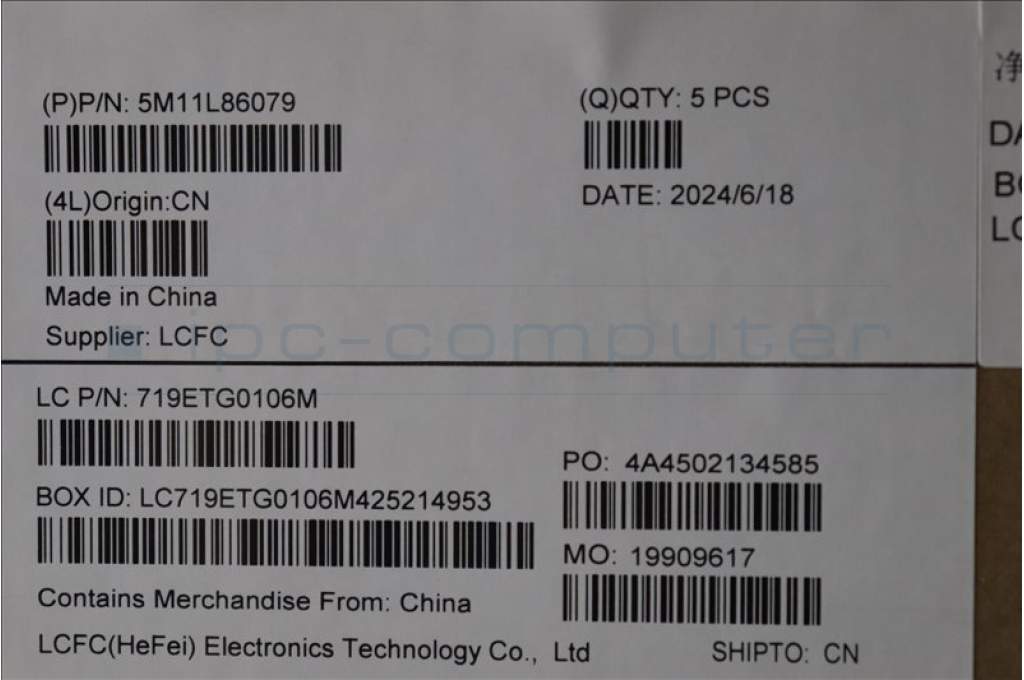 (P)P/N: 5M11L86079
(Q)QTY: 5 PCS
(4L)Origin:CN
DATE: 2024/6/18
Made in China
Supplier: LCFC
ipc-computer
LC P/N: 719ETG0106M
PO: 4A4502134585
BOX ID: LC719ETG0106M425214953
MO: 19909617
Contains Merchandise From: China
LCFC(HeFei) Electronics Technology Co., Ltd
SHIPTO: CN
净